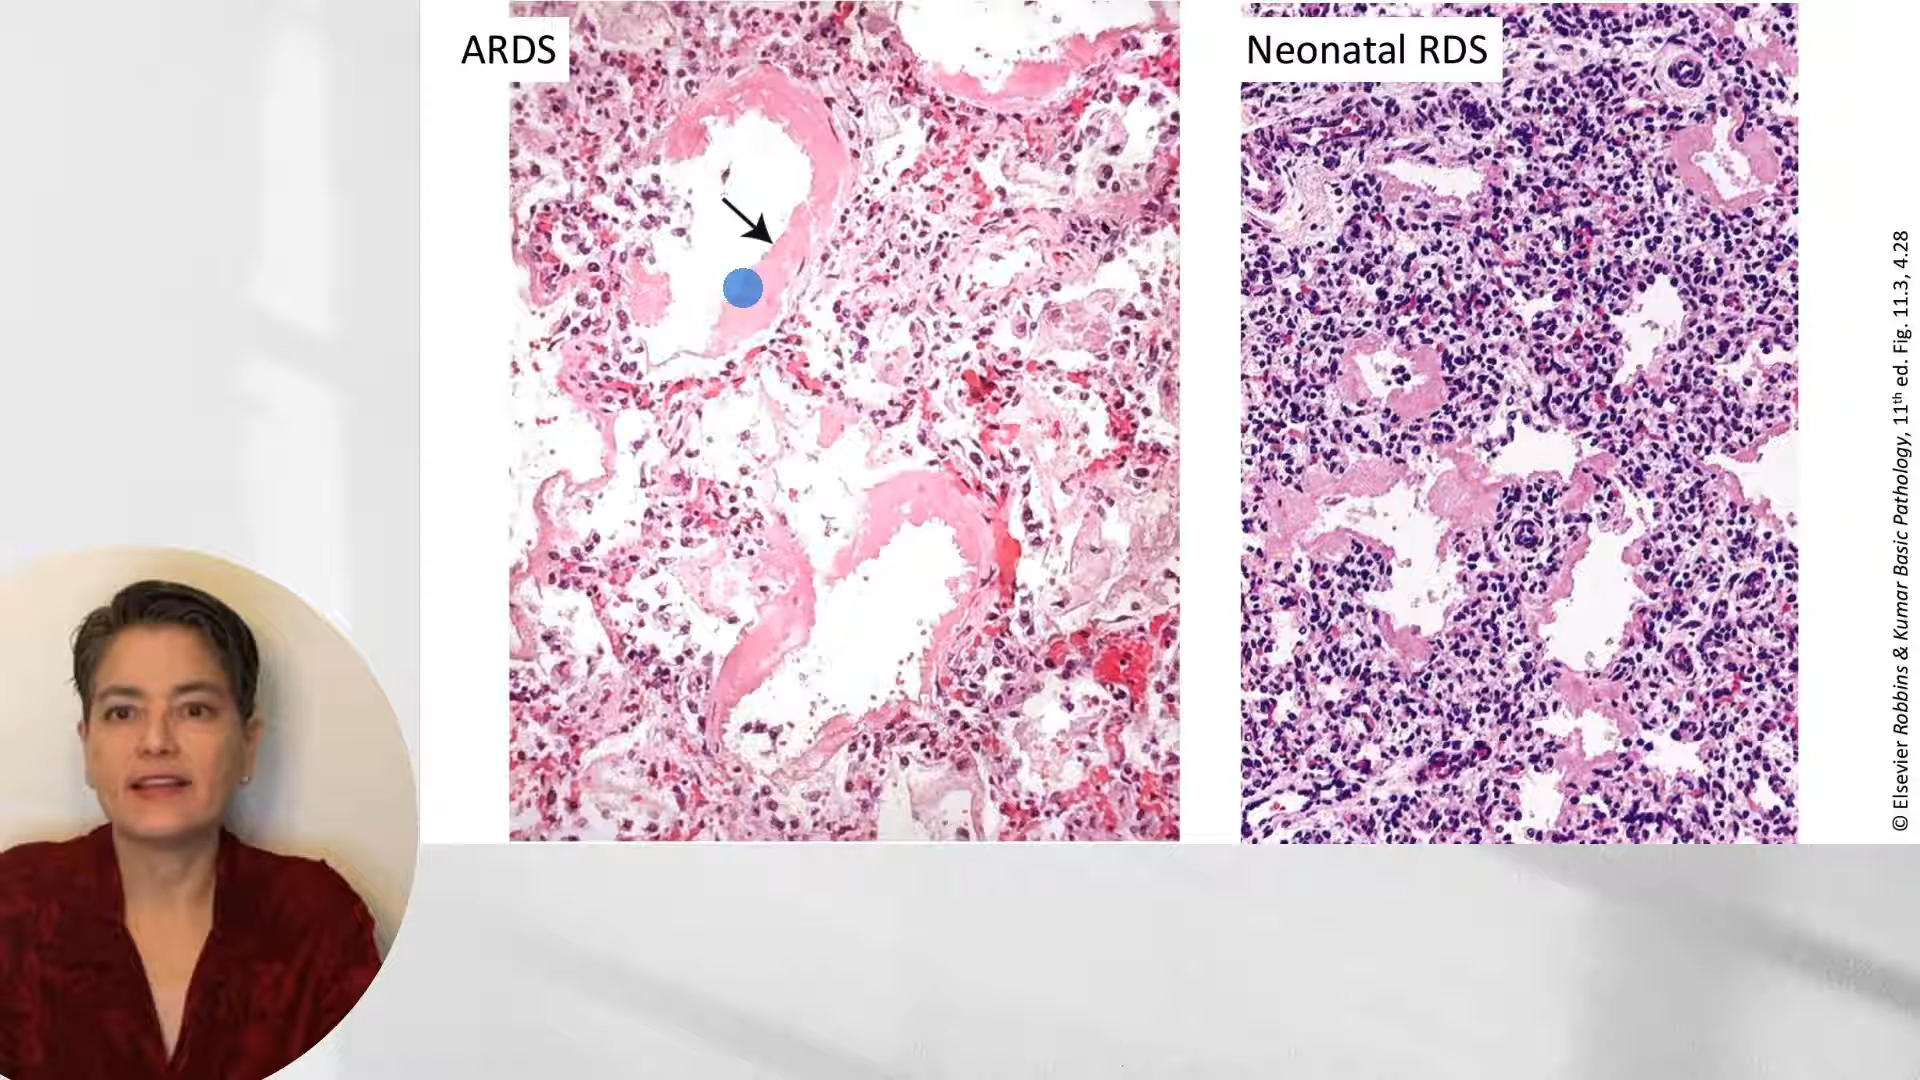 ARDS
Neonatal RDS
© Elsevier Robbins & Kumar Basic Pathology, 11th ed. Fig. 11.3, 4.28